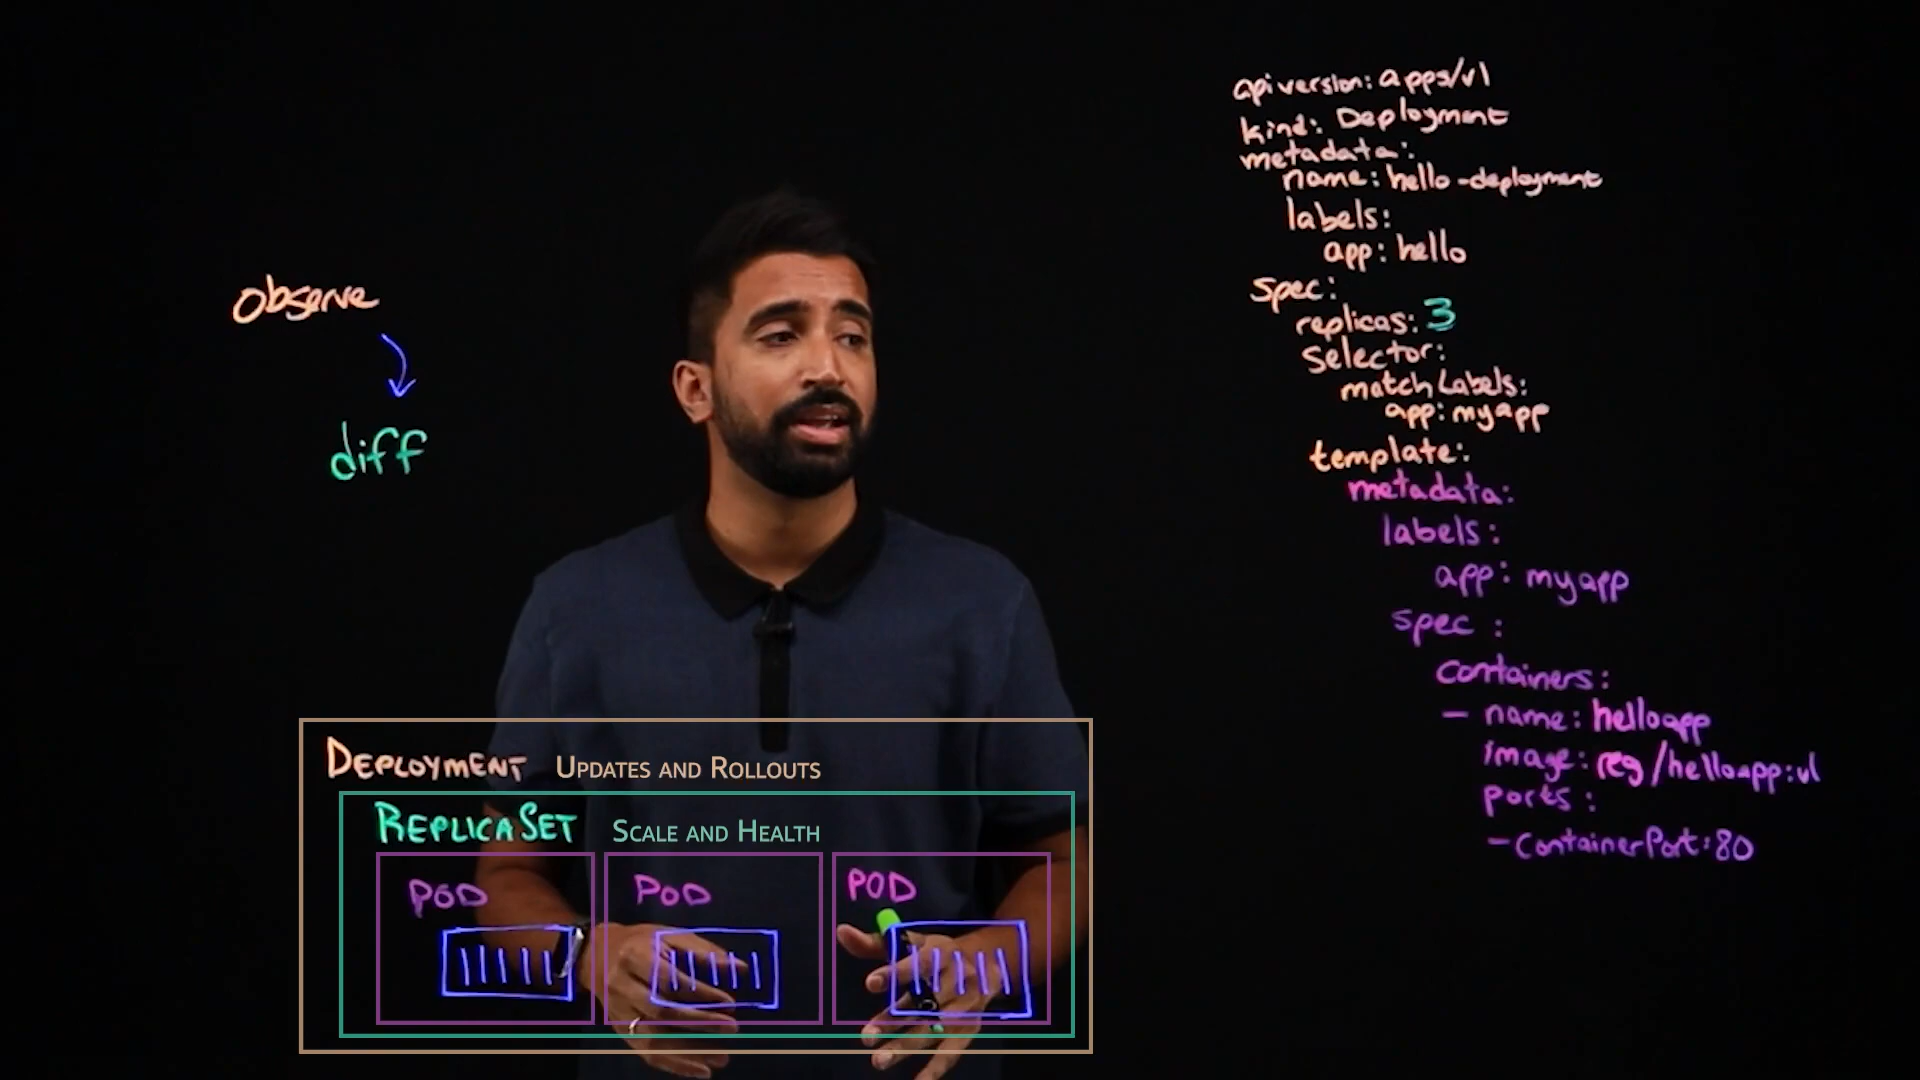 Observe
diff
apiversion: apps/v1
kind: Deployment
metadata:
name: hello-deployment
labels:
app: hello
spec:
replicas: 3
selector:
matchLabels:
app: myapp
template:
metadata:
labels:
app: myapp
spec:
containers:
- name: helloapp
image: reg/helloapp:v1
ports:
- containerPort: 80
DEPLOYMENT UPDATES AND ROLLOUTS
REPLICASET SCALE AND HEALTH
POD POD POD